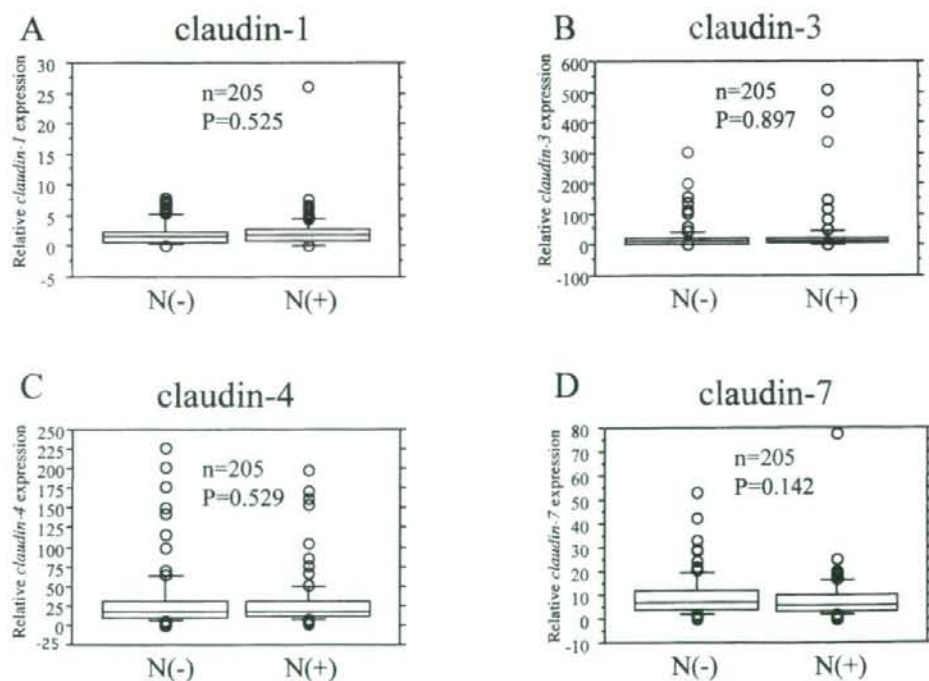 A
claudin-1
Relative claudin-1 expression
30
25
20
15
10
5
0
-5
n=205
P=0.525
N(-)
N(+)
B
claudin-3
Relative claudin-3 expression
600
500
400
300
200
100
0
-100
n=205
P=0.897
N(-)
N(+)
C
claudin-4
Relative claudin-4 expression
250
225
200
175
150
125
100
75
50
25
0
-25
n=205
P=0.529
N(-)
N(+)
D
claudin-7
Relative claudin-7 expression
80
70
60
50
40
30
20
10
0
-10
n=205
P=0.142
N(-)
N(+)